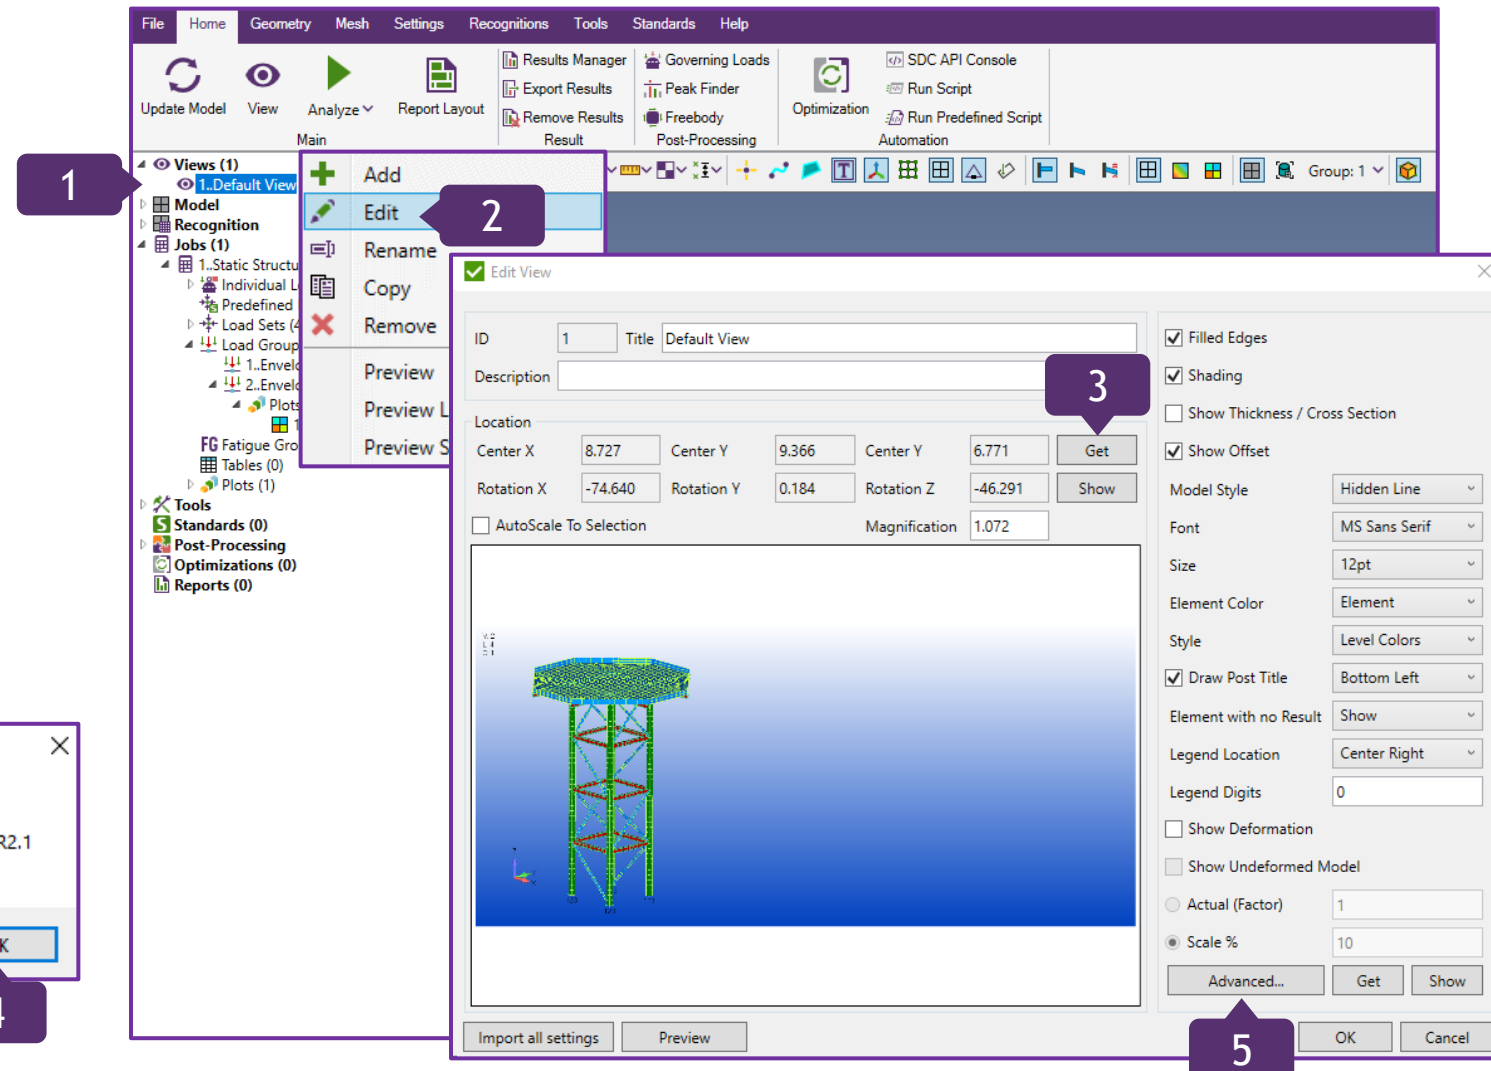 File Home Geometry Mesh Settings Recognitions Tools Standards Help
Update Model View Analyze Report Layout
Main
Results Manager
Export Results
Remove Results
Result
Governing Loads
Peak Finder
Freebody
Post-Processing
Optimization
SDC API Console
Run Script
Run Predefined Script
Automation
Group: 1
1
Views (1)
1..Default View
Model
Recognition
Jobs (1)
1..Static Structu
Individual L
Predefined
Load Sets (4
Load Group
1..Envelo
2..Envelo
Plots
1
FG Fatigue Gro
Tables (0)
Plots (1)
Tools
S Standards (0)
Post-Processing
Optimizations (0)
Reports (0)
Add
Edit
2
Rename
Copy
Remove
Preview
Preview L
Preview S
Edit View
ID 1 Title Default View
Description
3
Location
Center X 8.727 Center Y 9.366 Center Y 6.771 Get
Rotation X -74.640 Rotation Y 0.184 Rotation Z -46.291 Show
AutoScale To Selection Magnification 1.072
Filled Edges
Shading
Show Thickness / Cross Section
Show Offset
Model Style Hidden Line
Font MS Sans Serif
Size 12pt
Element Color Element
Style Level Colors
Draw Post Title Bottom Left
Element with no Result Show
Legend Location Center Right
Legend Digits 0
Show Deformation
Show Undeformed Model
Actual (Factor) 1
Scale % 10
Advanced... Get Show
5
Import all settings Preview OK Cancel
R2.1
K
4